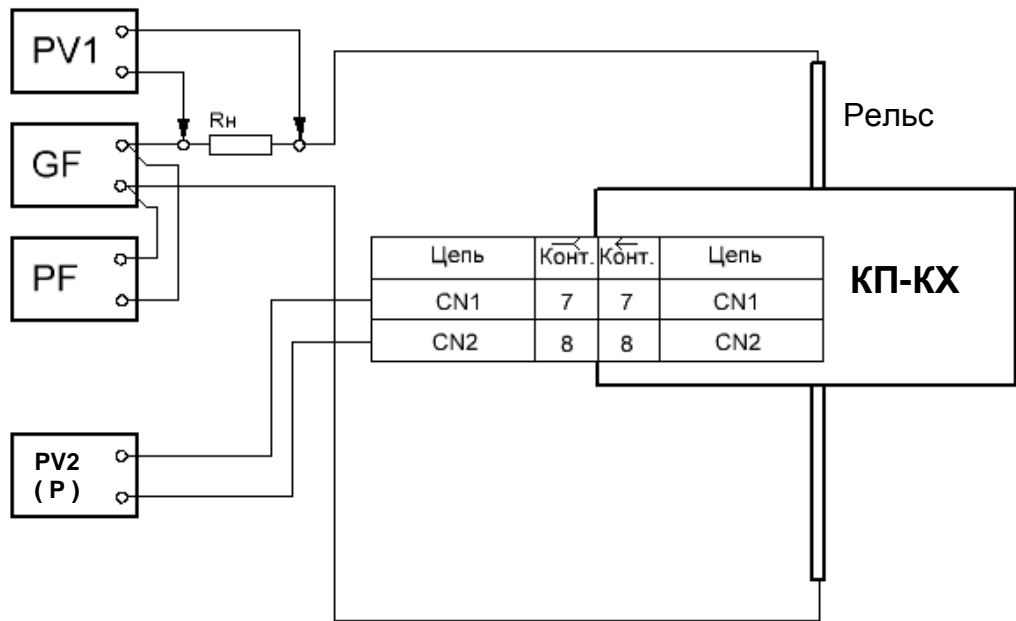 PV1
Rн
Рельс
GF
PF
Цепь Конт. Конт. Цепь
CN1 7 7 CN1
CN2 8 8 CN2
КП-КХ
PV2
( P )